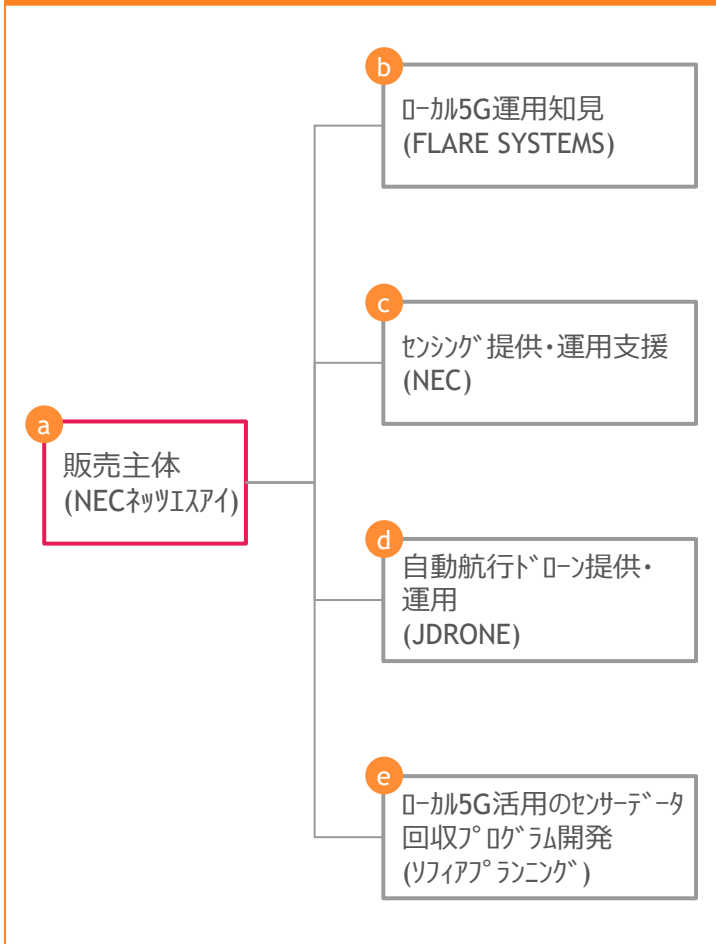 b
ﾛｰｶﾙ5G運用知見
(FLARE SYSTEMS)
c
ｾﾝｼﾝｸﾞ提供・運用支援
(NEC)
a
販売主体
(NECﾈｯﾂｴｽｱｲ)
d
自動航行ﾄﾞﾛｰﾝ提供・
運用
(JDRONE)
e
ﾛｰｶﾙ5G活用のｾﾝｻｰﾃﾞｰﾀ
回収ﾌﾟﾛｸﾞﾗﾑ開発
(ﾘﾌｨｱﾌﾟﾗﾝﾆﾝｸﾞ)